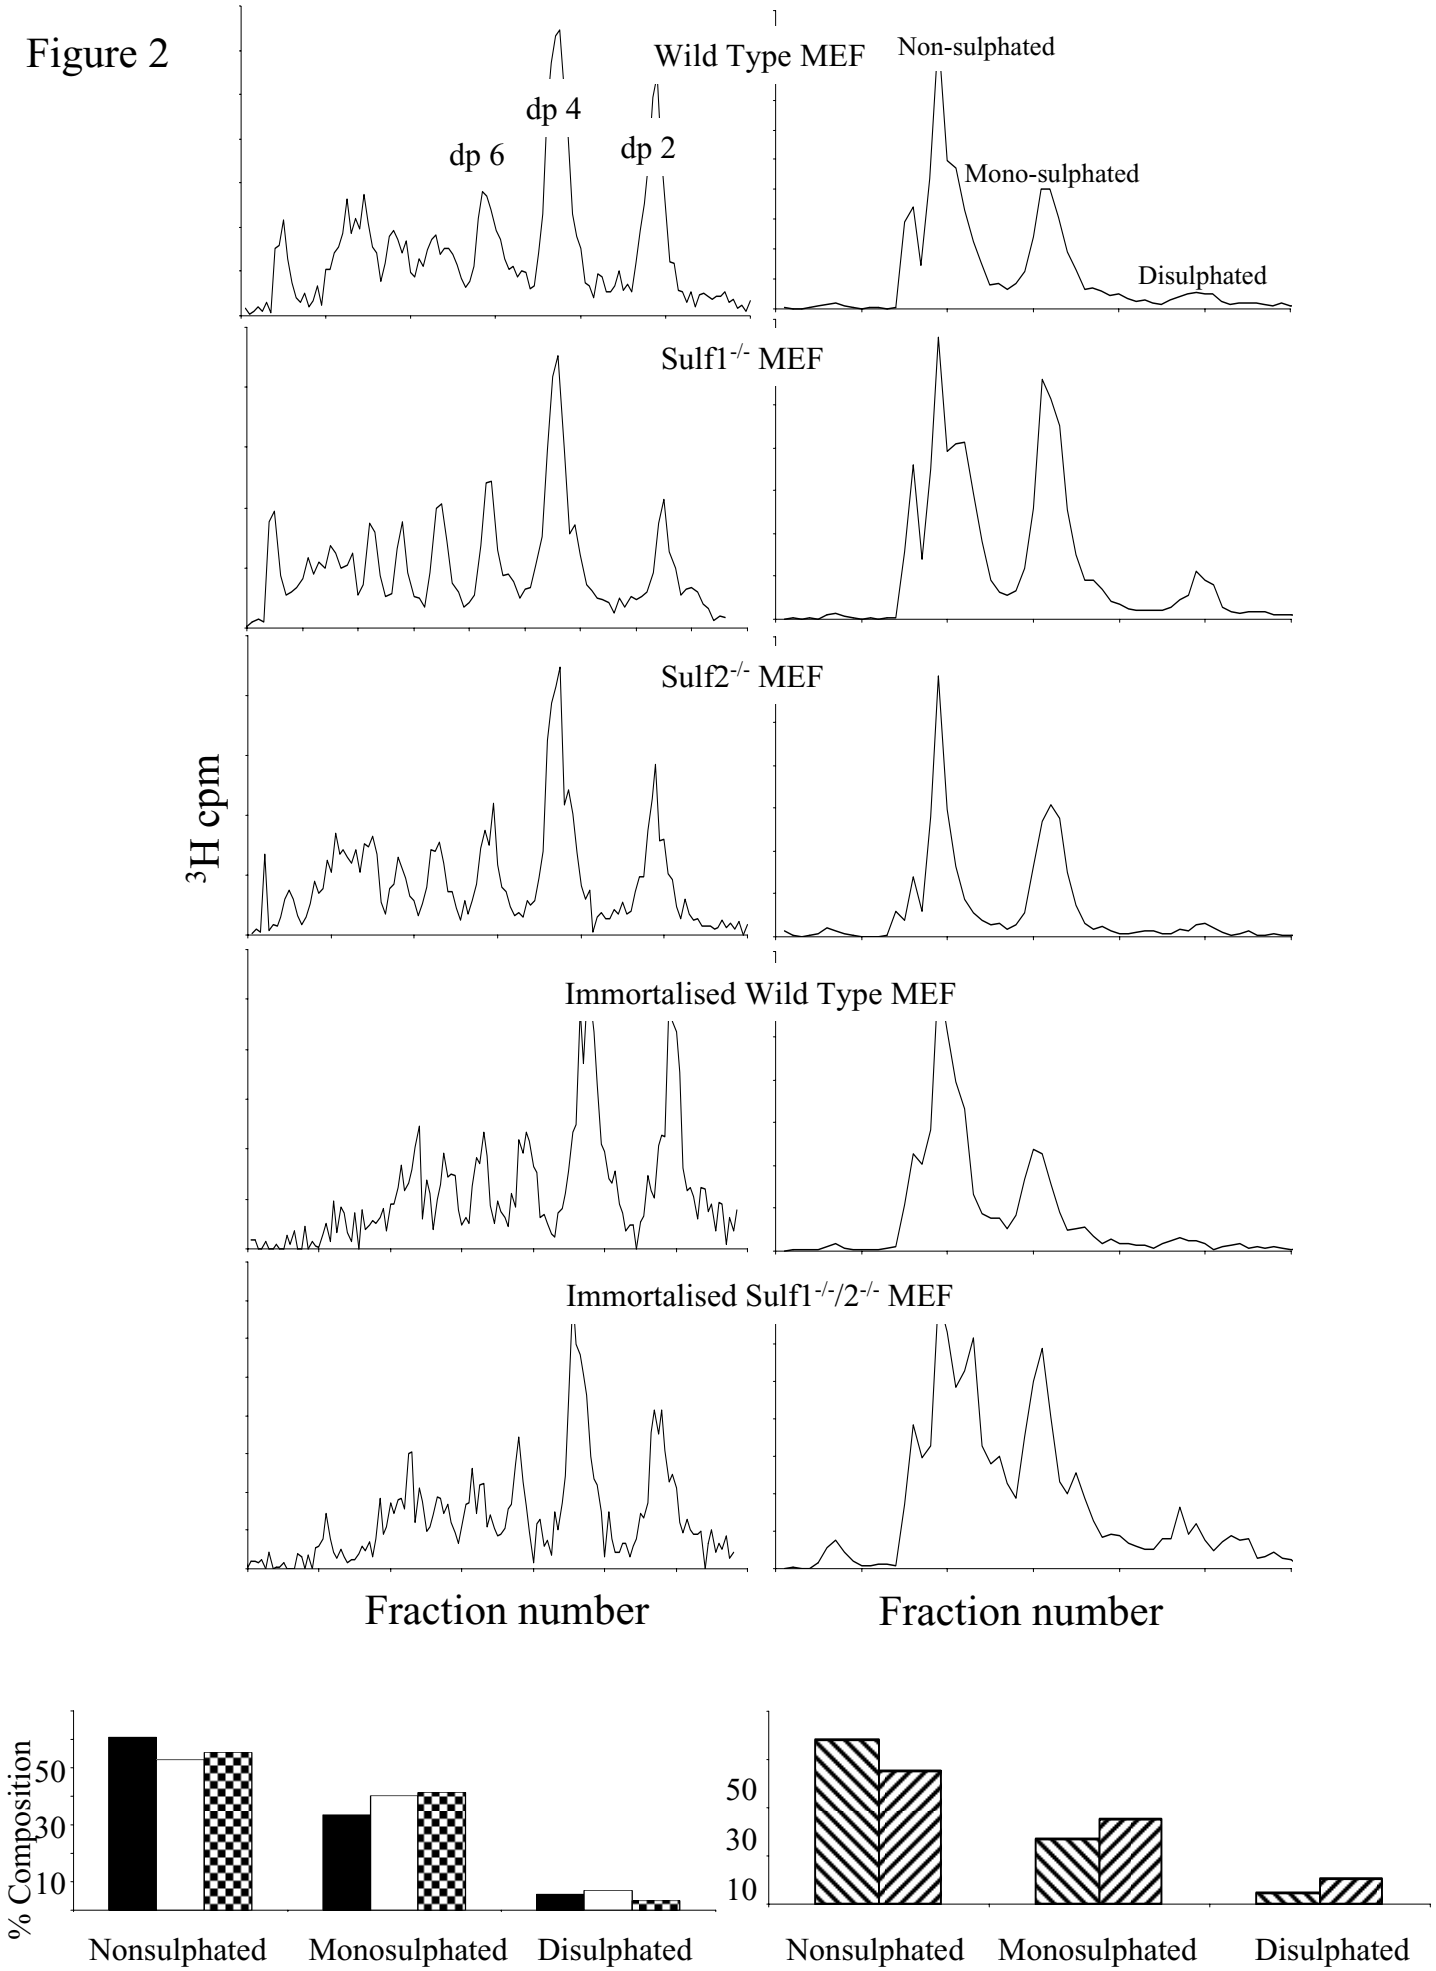 Figure 2
Wild Type MEF
Non-sulphated
dp 4
dp 6
dp 2
Mono-sulphated
Disulphated
Sulf1-/- MEF
Sulf2-/- MEF
3H cpm
Immortalised Wild Type MEF
Immortalised Sulf1-/-/2-/- MEF
Fraction number
Fraction number
% Composition
50
30
10
Nonsulphated
Monosulphated
Disulphated
50
30
10
Nonsulphated
Monosulphated
Disulphated